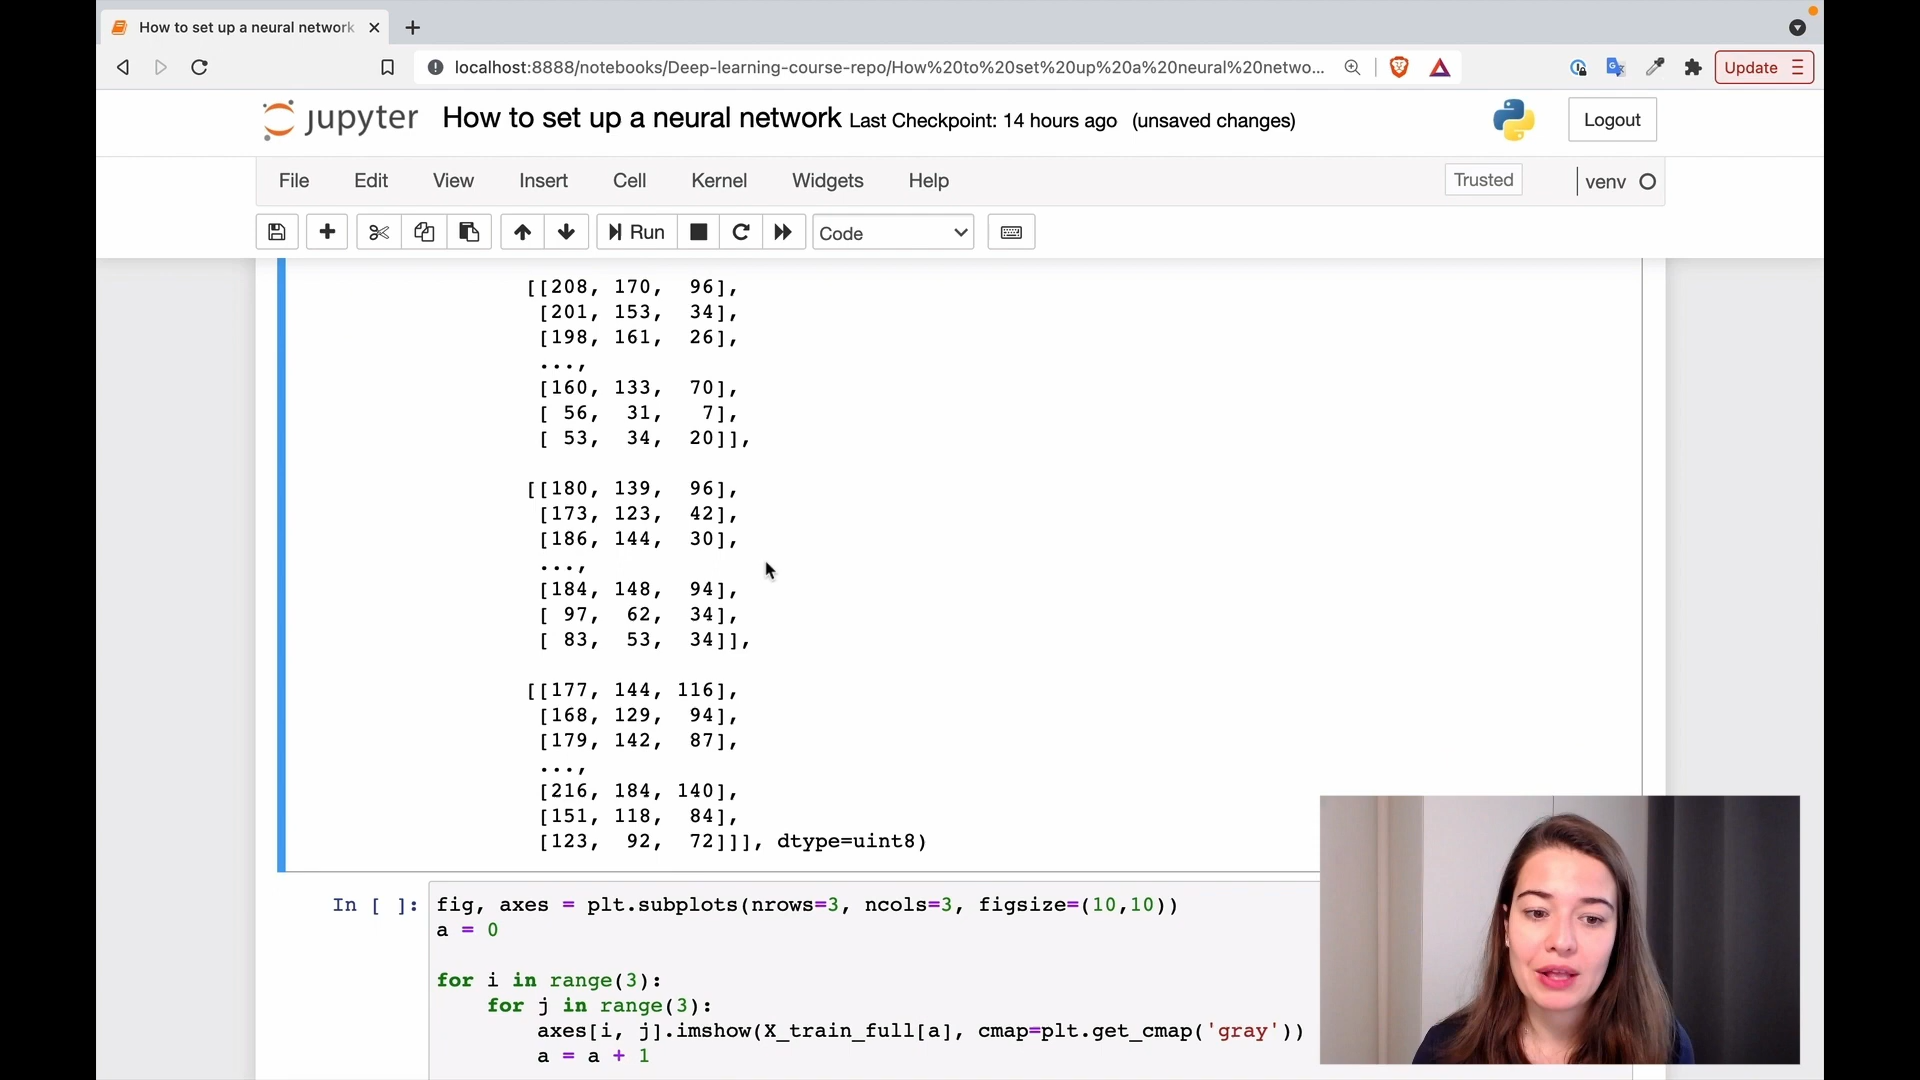 How to set up a neural network
localhost:8888/notebooks/Deep-learning-course-repo/How%20to%20set%20up%20a%20neural%20netwo...
Update
jupyter How to set up a neural network Last Checkpoint: 14 hours ago (unsaved changes)
Logout
File Edit View Insert Cell Kernel Widgets Help
Trusted
venv
Run
Code
[[208, 170,  96],
[201, 153,  34],
[198, 161,  26],
...,
[160, 133,  70],
[ 56,  31,   7],
[ 53,  34,  20]],
[[180, 139,  96],
[173, 123,  42],
[186, 144,  30],
...,
[184, 148,  94],
[ 97,  62,  34],
[ 83,  53,  34]],
[[177, 144, 116],
[168, 129,  94],
[179, 142,  87],
...,
[216, 184, 140],
[151, 118,  84],
[123,  92,  72]]], dtype=uint8)
In [ ]: fig, axes = plt.subplots(nrows=3, ncols=3, figsize=(10,10))
a = 0
for i in range(3):
for j in range(3):
axes[i, j].imshow(X_train_full[a], cmap=plt.get_cmap('gray'))
a = a + 1